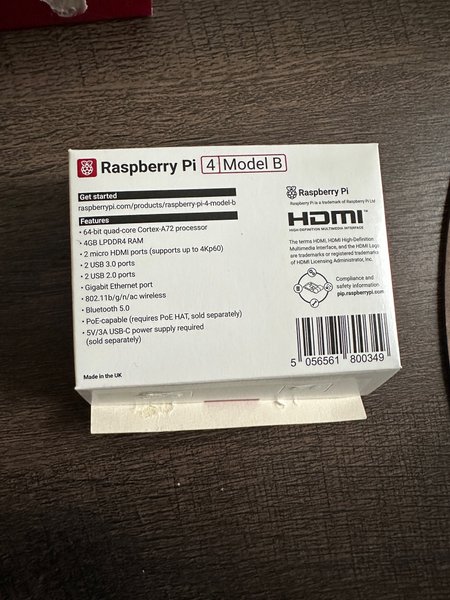 Raspberry Pi 4 Model B
Get started
raspberrypi.com/products/raspberry-pi-4-model-b
Features
• 64-bit quad-core Cortex-A72 processor
• 4GB LPDDR4 RAM
• 2 micro HDMI ports (supports up to 4Kp60)
• 2 USB 3.0 ports
• 2 USB 2.0 ports
• Gigabit Ethernet port
• 802.11b/g/n/ac wireless
• Bluetooth 5.0
• PoE-capable (requires PoE HAT, sold separately)
• 5V/3A USB-C power supply required
(sold separately)
Made in the UK
Raspberry Pi
Raspberry Pi is a trademark of Raspberry Pi Ltd
HDMI™
HIGH-DEFINITION MULTIMEDIA INTERFACE
The terms HDMI, HDMI High-Definition
Multimedia Interface, and the HDMI Logo
are trademarks or registered trademarks
of HDMI Licensing Administrator, Inc.
Compliance and
safety information
pip.raspberrypi.com
5 056561 800349